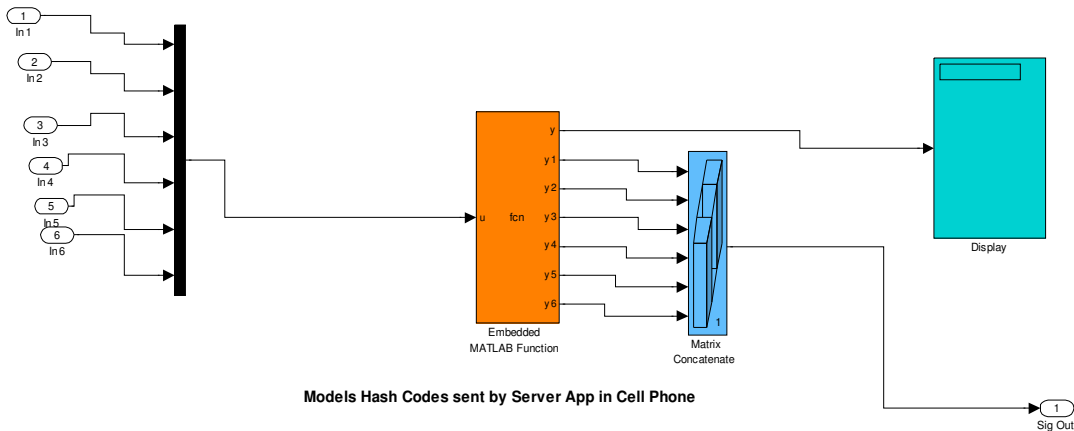 1
In1
2
In2
3
In3
4
In4
5
In5
6
In6
u
fcn
y
y1
y2
y3
y4
y5
y6
Embedded
MATLAB Function
1
Matrix
Concatenate
Display
1
Sig Out
Models Hash Codes sent by Server App in Cell Phone